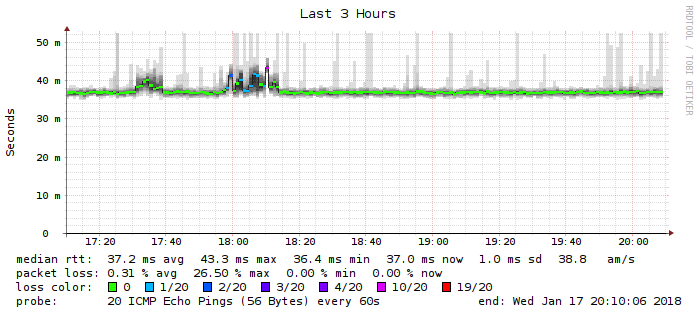 Last 3 Hours
RRDTOOL / TOBI OETIKER
Seconds
50 m
40 m
30 m
20 m
10 m
0
17:20 17:40 18:00 18:20 18:40 19:00 19:20 19:40 20:00
median rtt: 37.2 ms avg 43.3 ms max 36.4 ms min 37.0 ms now 1.0 ms sd 38.8 am/s
packet loss: 0.31 % avg 26.50 % max 0.00 % min 0.00 % now
loss color: 0 1/20 2/20 3/20 4/20 10/20 19/20
probe: 20 ICMP Echo Pings (56 Bytes) every 60s end: Wed Jan 17 20:10:06 2018